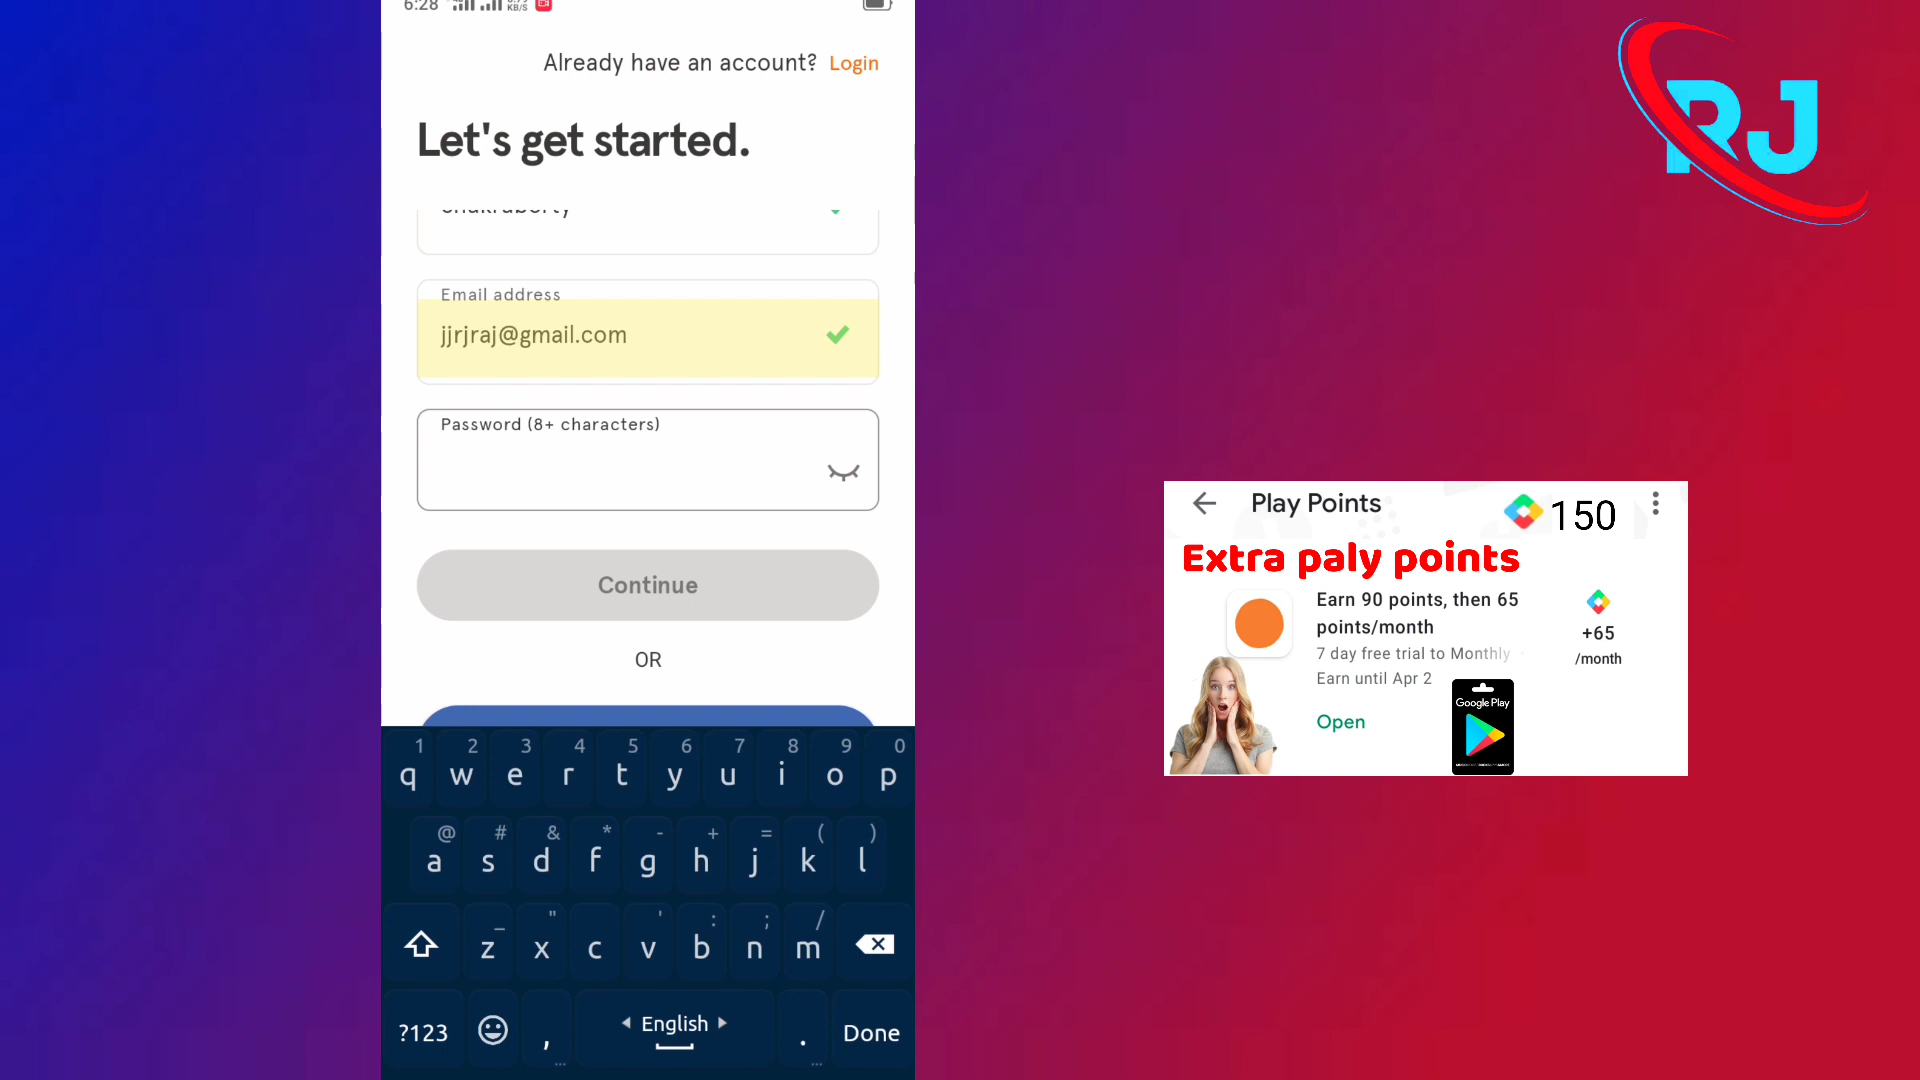 6:28
KB/S
Already have an account? Login
Let's get started.
Chakraborty
Email address
jjrjraj@gmail.com
Password (8+ characters)
Continue
OR
1 2 3 4 5 6 7 8 9 0
q w e r t y u i o p
@ # & * - + = ( )
a s d f g h j k l
_ " ' : ; /
z x c v b n m
?123 , ◂ English ▸ . Done
RJ
Play Points
150
Extra paly points
Earn 90 points, then 65
points/month
7 day free trial to Monthly
Earn until Apr 2
Open
+65
/month
Google Play